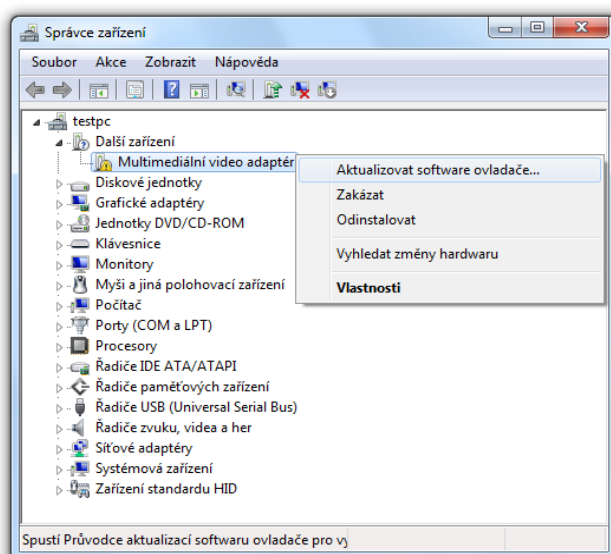 Správce zařízení
Soubor Akce Zobrazit Nápověda
testpc
Další zařízení
Multimediální video adaptér
Aktualizovat software ovladače...
Zakázat
Odinstalovat
Vyhledat změny hardwaru
Vlastnosti
Diskové jednotky
Grafické adaptéry
Jednotky DVD/CD-ROM
Klávesnice
Monitory
Myši a jiná polohovací zařízení
Počítač
Porty (COM a LPT)
Procesory
Řadiče IDE ATA/ATAPI
Řadiče paměťových zařízení
Řadiče USB (Universal Serial Bus)
Řadiče zvuku, videa a her
Síťové adaptéry
Systémová zařízení
Zařízení standardu HID
Spustí Průvodce aktualizací softwaru ovladače pro